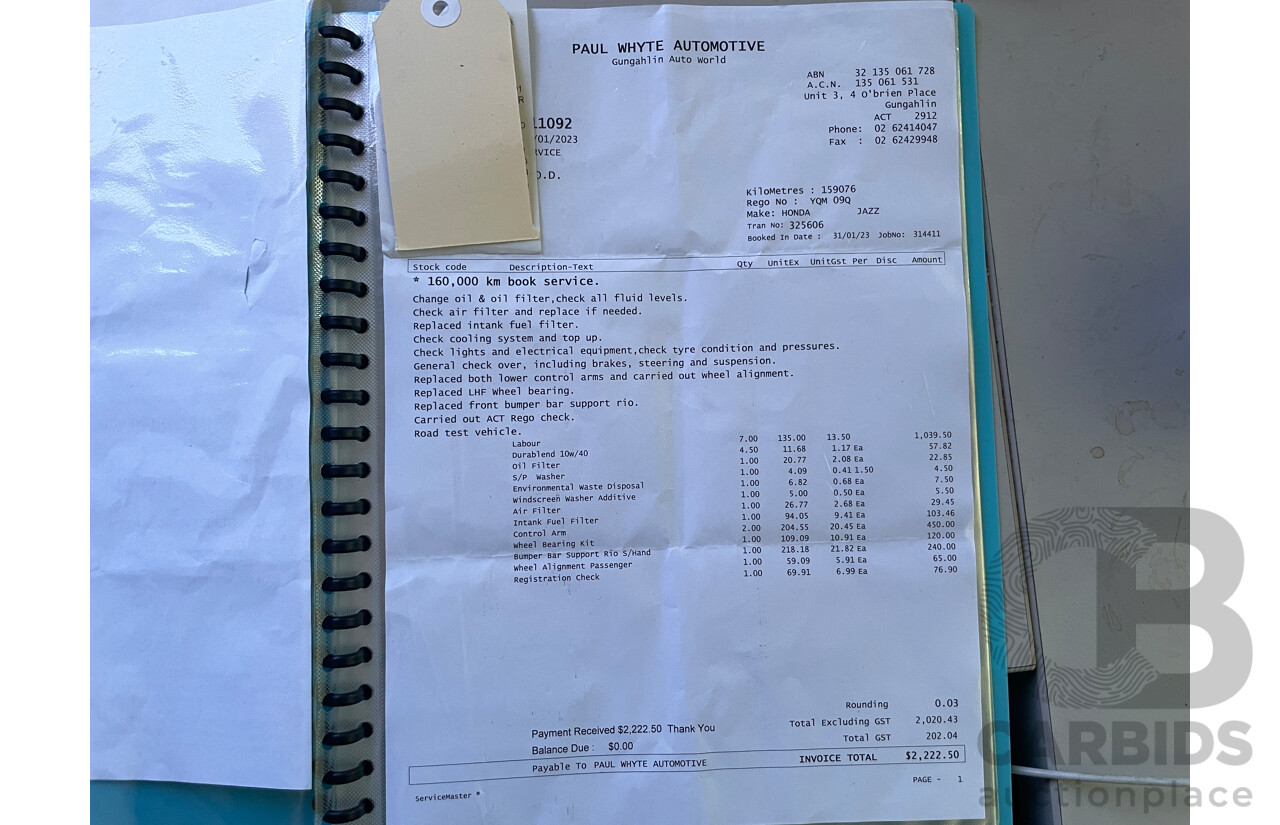 PAUL WHYTE AUTOMOTIVE
Gungahlin Auto World
ABN 32 135 061 728
A.C.N. 135 061 531
Unit 3, 4 O'brien Place
Gungahlin
ACT 2912
Phone: 02 62414047
Fax : 02 62429948
11092
/01/2023
RVICE
O.D.
KiloMetres : 159076
Rego No : YQM 09Q
Make: HONDA JAZZ
Tran No: 325606
Booked In Date : 31/01/23 JobNo: 314411
Stock code Description-Text Qty UnitEx UnitGst Per Disc Amount
* 160,000 km book service.
Change oil & oil filter,check all fluid levels.
Check air filter and replace if needed.
Replaced intank fuel filter.
Check cooling system and top up.
Check lights and electrical equipment,check tyre condition and pressures.
General check over, including brakes, steering and suspension.
Replaced both lower control arms and carried out wheel alignment.
Replaced LHF Wheel bearing.
Replaced front bumper bar support rio.
Carried out ACT Rego check.
Road test vehicle.
Labour 7.00 135.00 13.50 1,039.50
Durablend 10w/40 4.50 11.68 1.17 Ea 57.82
Oil Filter 1.00 20.77 2.08 Ea 22.85
S/P Washer 1.00 4.09 0.41 1.50 4.50
Environmental Waste Disposal 1.00 6.82 0.68 Ea 7.50
Windscreen Washer Additive 1.00 5.00 0.50 Ea 5.50
Air Filter 1.00 26.77 2.68 Ea 29.45
Intank Fuel Filter 1.00 94.05 9.41 Ea 103.46
Control Arm 2.00 204.55 20.45 Ea 450.00
Wheel Bearing Kit 1.00 109.09 10.91 Ea 120.00
Bumper Bar Support Rio S/Hand 1.00 218.18 21.82 Ea 240.00
Wheel Alignment Passenger 1.00 59.09 5.91 Ea 65.00
Registration Check 1.00 69.91 6.99 Ea 76.90
Rounding 0.03
Payment Received $2,222.50 Thank You
Total Excluding GST 2,020.43
Balance Due : $0.00
Total GST 202.04
Payable To PAUL WHYTE AUTOMOTIVE
INVOICE TOTAL $2,222.50
PAGE - 1
ServiceMaster *
CARBIDS
auctionplace